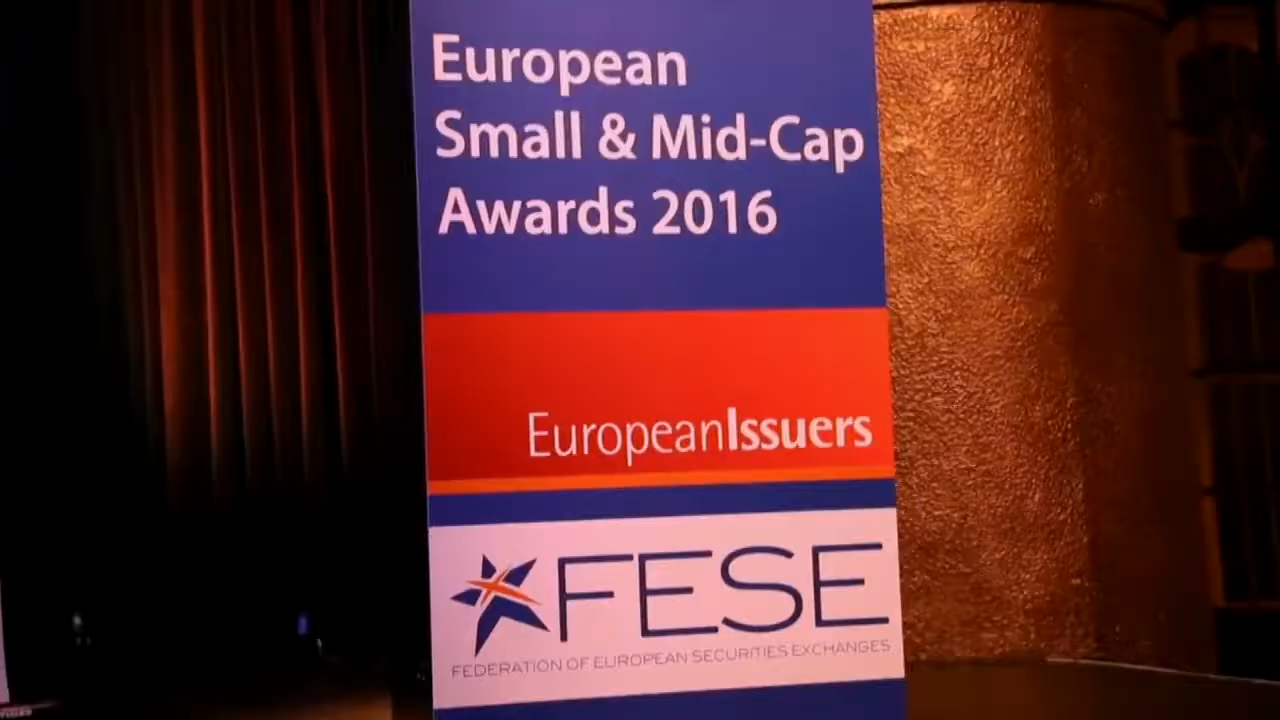 European
Small & Mid-Cap
Awards 2016
EuropeanIssuers
FESE
FEDERATION OF EUROPEAN SECURITIES EXCHANGES